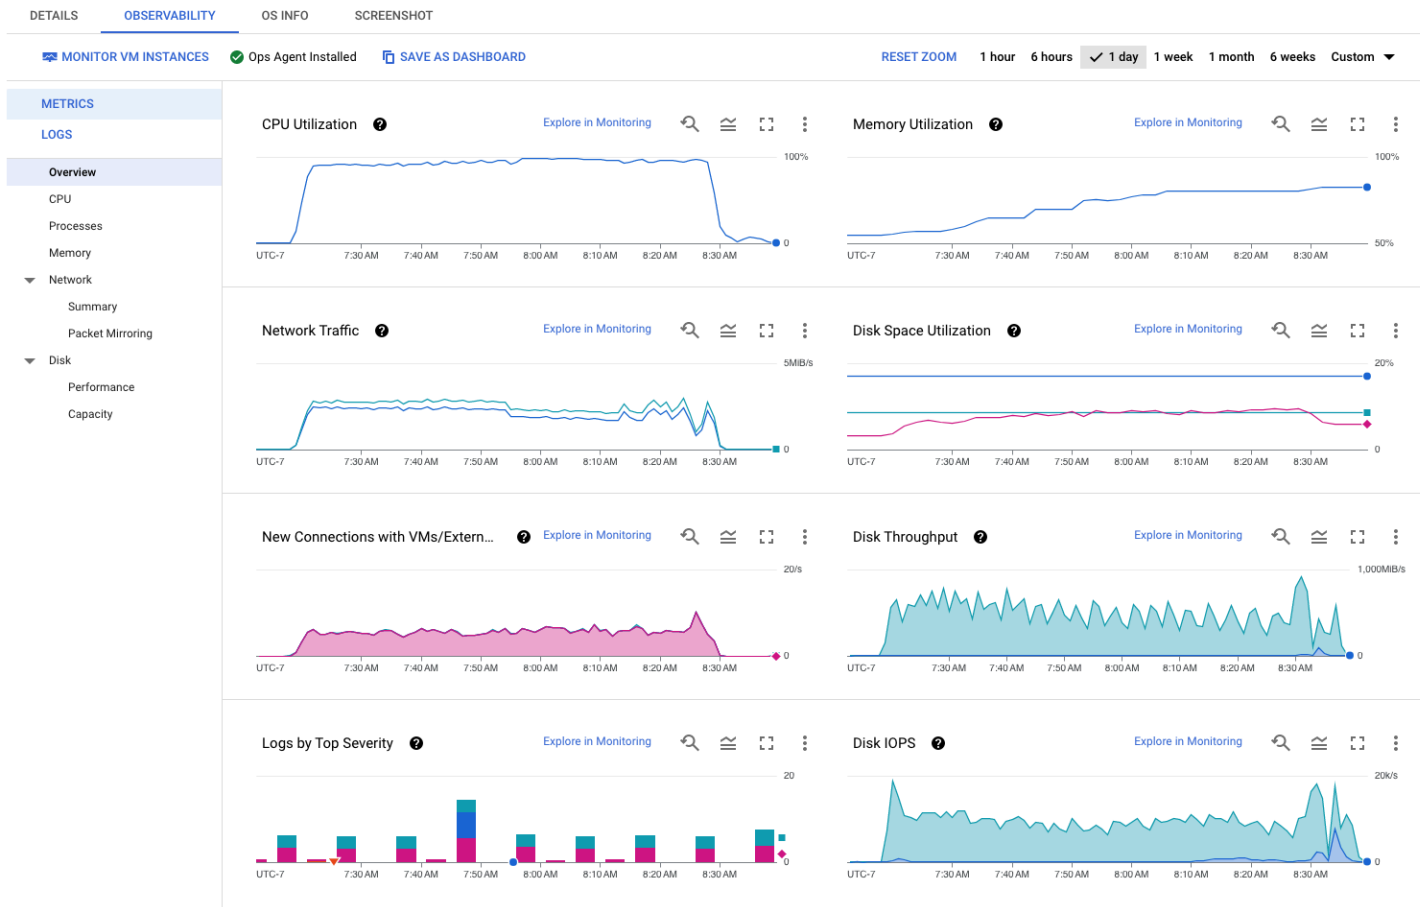 DETAILS OBSERVABILITY OS INFO SCREENSHOT
MONITOR VM INSTANCES Ops Agent Installed SAVE AS DASHBOARD RESET ZOOM 1 hour 6 hours 1 day 1 week 1 month 6 weeks Custom
METRICS
LOGS
Overview
CPU
Processes
Memory
Network
Summary
Packet Mirroring
Disk
Performance
Capacity
CPU Utilization ? Explore in Monitoring
100%
0
UTC-7 7:30 AM 7:40 AM 7:50 AM 8:00 AM 8:10 AM 8:20 AM 8:30 AM
Memory Utilization ? Explore in Monitoring
100%
50%
UTC-7 7:30 AM 7:40 AM 7:50 AM 8:00 AM 8:10 AM 8:20 AM 8:30 AM
Network Traffic ? Explore in Monitoring
5MiB/s
0
UTC-7 7:30 AM 7:40 AM 7:50 AM 8:00 AM 8:10 AM 8:20 AM 8:30 AM
Disk Space Utilization ? Explore in Monitoring
20%
0
UTC-7 7:30 AM 7:40 AM 7:50 AM 8:00 AM 8:10 AM 8:20 AM 8:30 AM
New Connections with VMs/Extern... ? Explore in Monitoring
20/s
0
UTC-7 7:30 AM 7:40 AM 7:50 AM 8:00 AM 8:10 AM 8:20 AM 8:30 AM
Disk Throughput ? Explore in Monitoring
1,000MiB/s
0
UTC-7 7:30 AM 7:40 AM 7:50 AM 8:00 AM 8:10 AM 8:20 AM 8:30 AM
Logs by Top Severity ? Explore in Monitoring
20
0
UTC-7 7:30 AM 7:40 AM 7:50 AM 8:00 AM 8:10 AM 8:20 AM 8:30 AM
Disk IOPS ? Explore in Monitoring
20k/s
0
UTC-7 7:30 AM 7:40 AM 7:50 AM 8:00 AM 8:10 AM 8:20 AM 8:30 AM